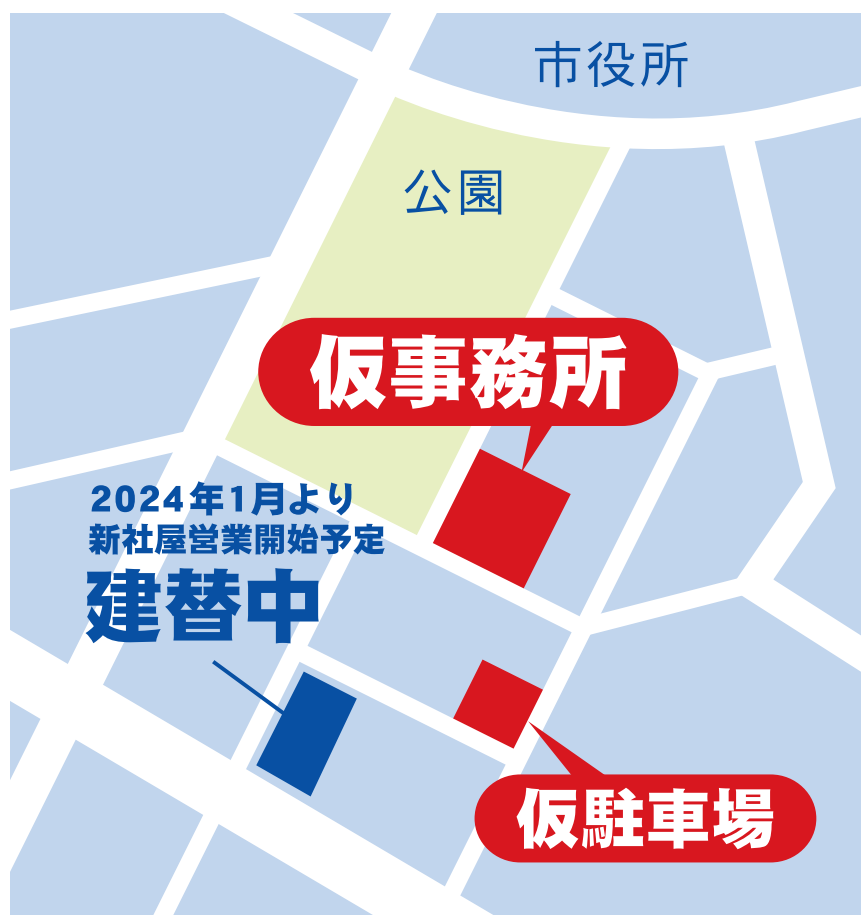 市役所
公園
仮事務所
2024年1月より
新社屋営業開始予定
建替中
仮駐車場